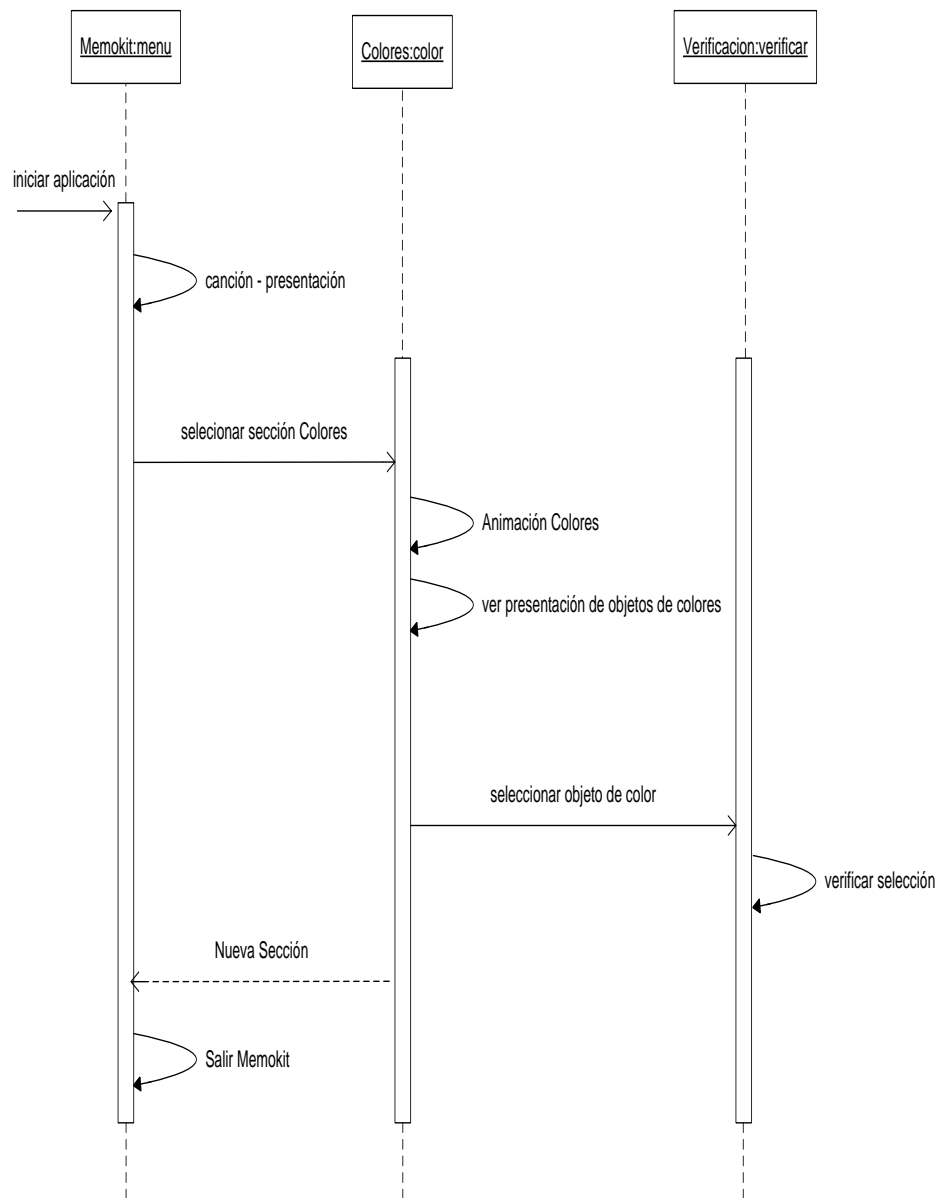 Memokit:menu
Colores:color
Verificacion:verificar
iniciar aplicación
canción - presentación
selecionar sección Colores
Animación Colores
ver presentación de objetos de colores
seleccionar objeto de color
verificar selección
Nueva Sección
Salir Memokit